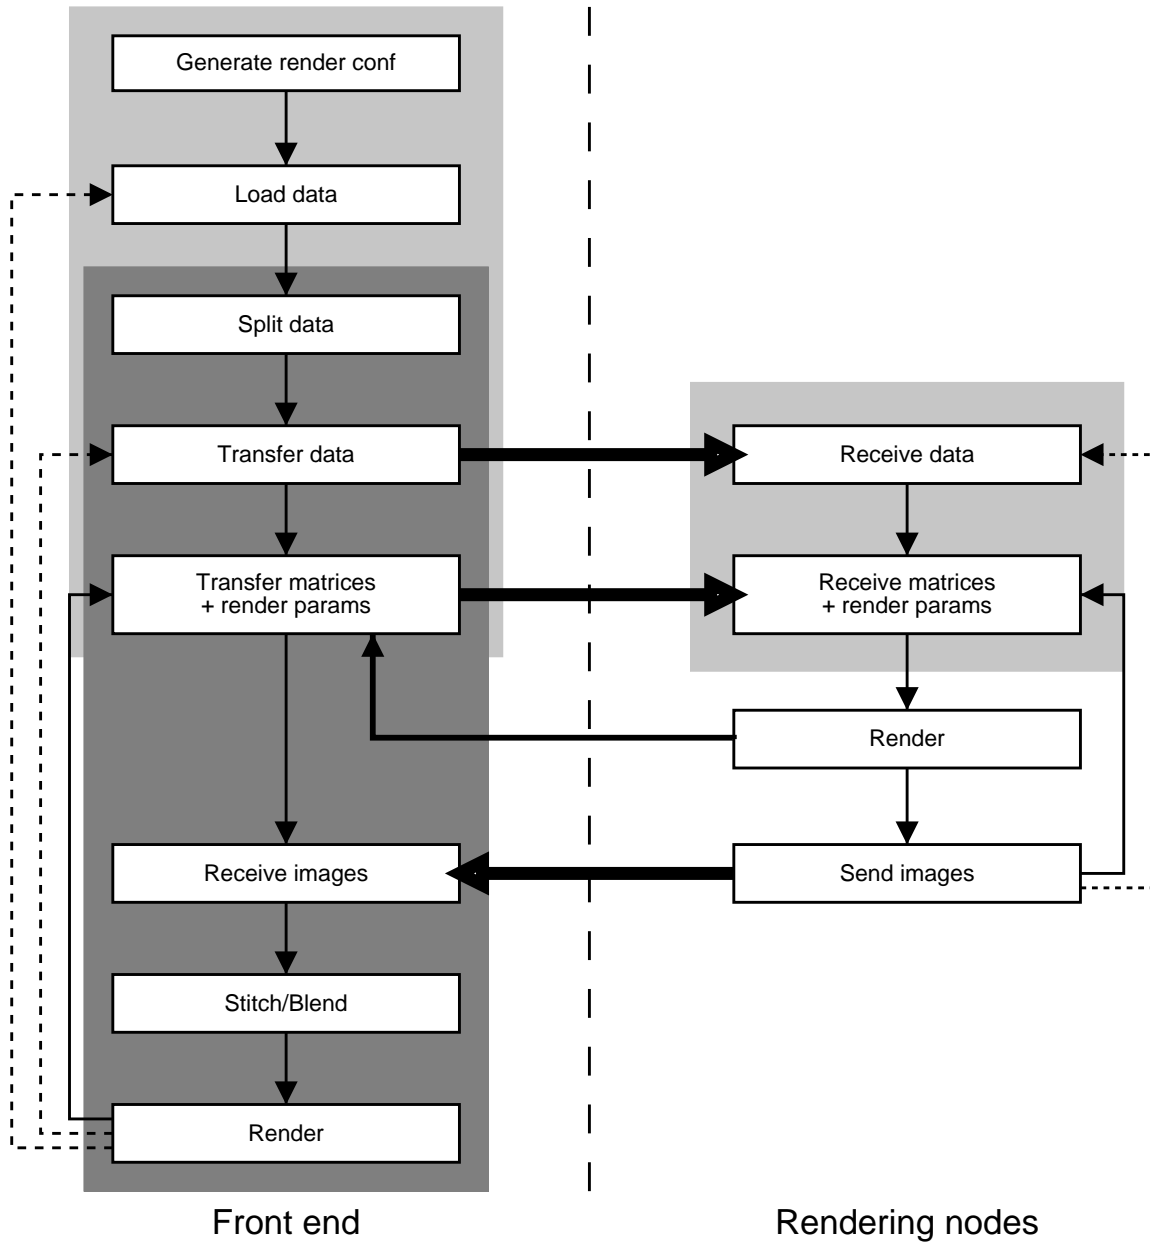 Generate render conf
Load data
Split data
Transfer data
Receive data
Transfer matrices
+ render params
Receive matrices
+ render params
Render
Receive images
Send images
Stitch/Blend
Render
Front end
Rendering nodes